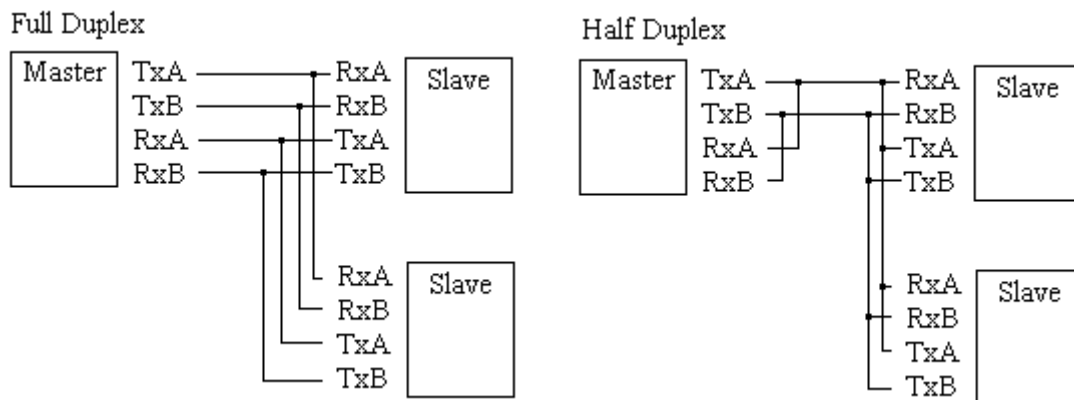 Full Duplex
Master
TxA
TxB
RxA
RxB
RxA
RxB
TxA
TxB
Slave
RxA
RxB
TxA
TxB
Slave
Half Duplex
Master
TxA
TxB
RxA
RxB
RxA
RxB
TxA
TxB
Slave
RxA
RxB
TxA
TxB
Slave